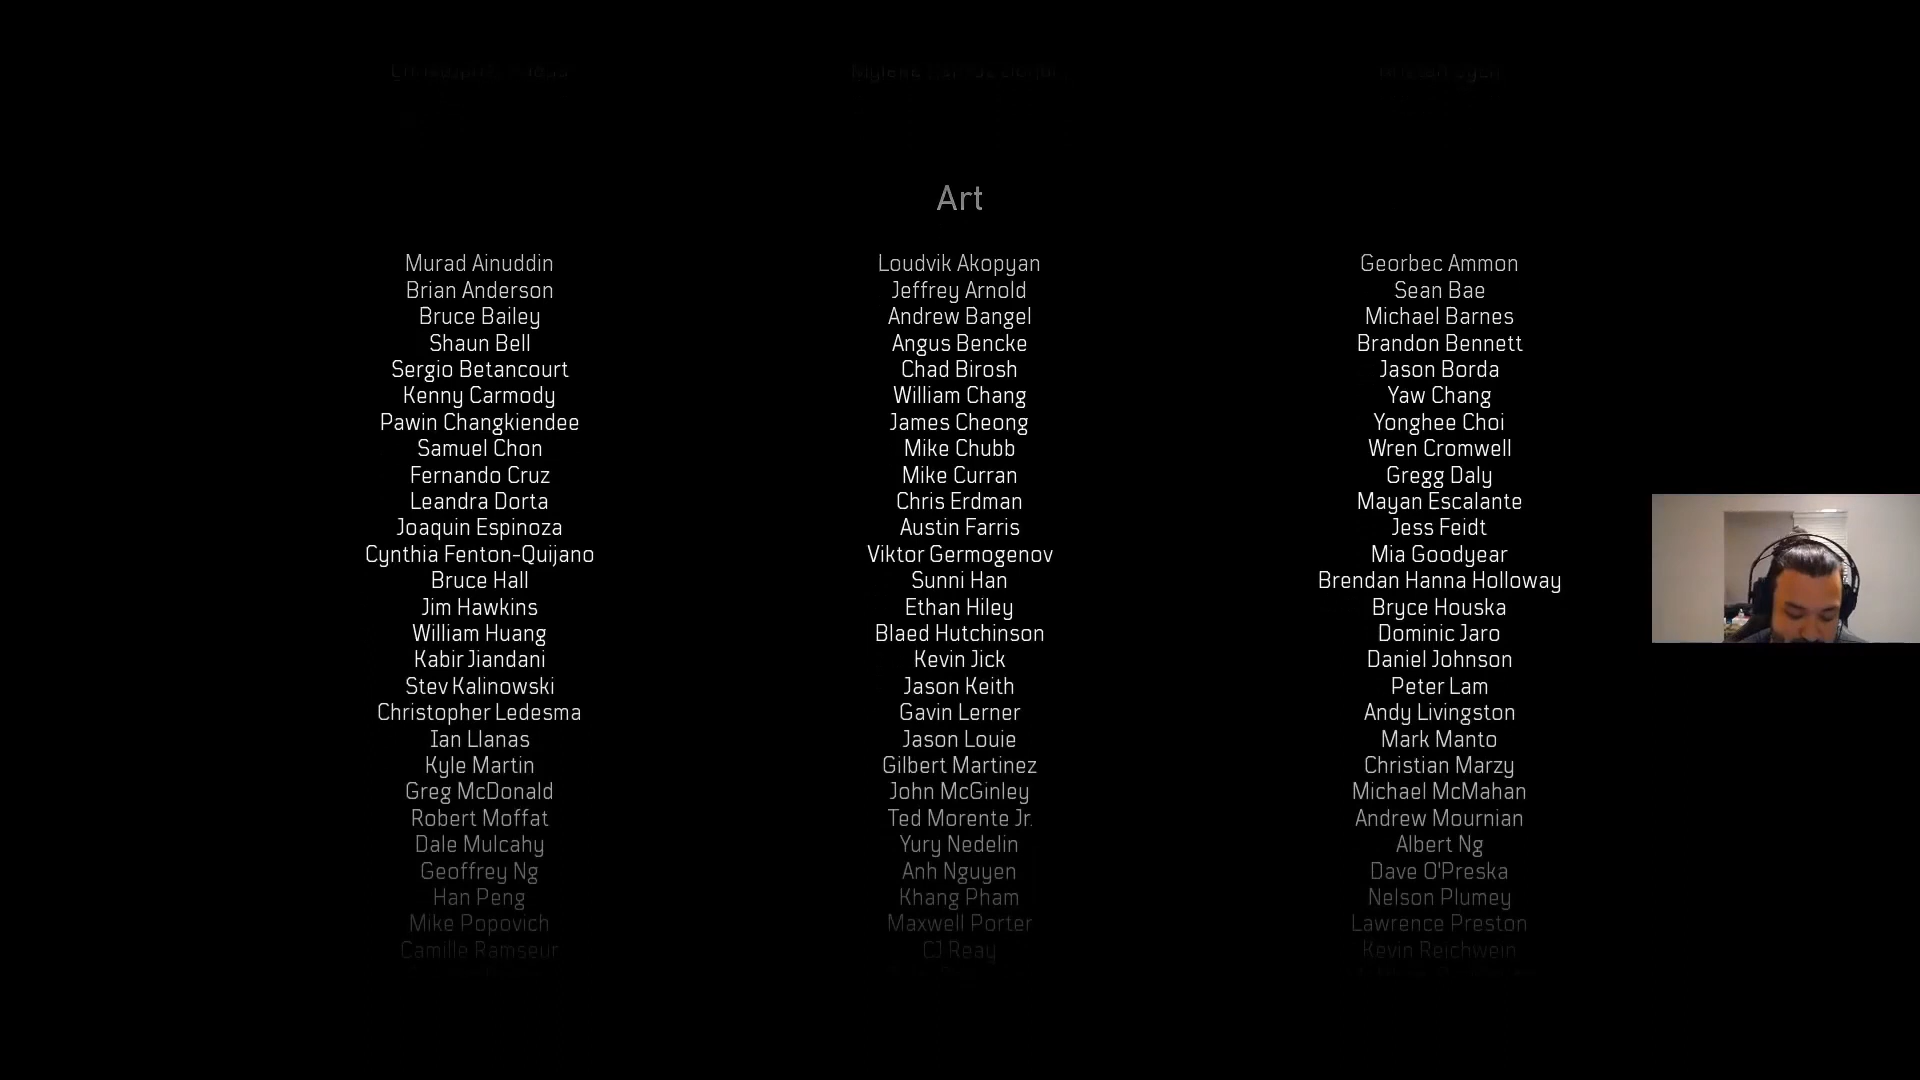 Art
Murad Ainuddin Loudvik Akopyan Georbec Ammon
Brian Anderson Jeffrey Arnold Sean Bae
Bruce Bailey Andrew Bangel Michael Barnes
Shaun Bell Angus Bencke Brandon Bennett
Sergio Betancourt Chad Birosh Jason Borda
Kenny Carmody William Chang Yaw Chang
Pawin Changkiendee James Cheong Yonghee Choi
Samuel Chon Mike Chubb Wren Cromwell
Fernando Cruz Mike Curran Gregg Daly
Leandra Dorta Chris Erdman Mayan Escalante
Joaquin Espinoza Austin Farris Jess Feidt
Cynthia Fenton-Quijano Viktor Germogenov Mia Goodyear
Bruce Hall Sunni Han Brendan Hanna Holloway
Jim Hawkins Ethan Hiley Bryce Houska
William Huang Blaed Hutchinson Dominic Jaro
Kabir Jiandani Kevin Jick Daniel Johnson
Stev Kalinowski Jason Keith Peter Lam
Christopher Ledesma Gavin Lerner Andy Livingston
Ian Llanas Jason Louie Mark Manto
Kyle Martin Gilbert Martinez Christian Marzy
Greg McDonald John McGinley Michael McMahan
Robert Moffat Ted Morente Jr. Andrew Mournian
Dale Mulcahy Yury Nedelin Albert Ng
Geoffrey Ng Anh Nguyen Dave O'Preska
Han Peng Khang Pham Nelson Plumey
Mike Popovich Maxwell Porter Lawrence Preston
Camille Ramseur CJ Reay Kevin Reichwein